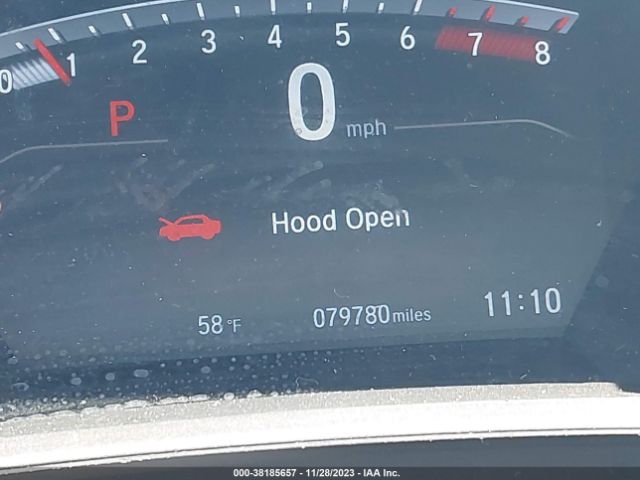 0 1 2 3 4 5 6 7 8
P 0 mph
Hood Open
58 °F 079780 miles 11:10
000-38185657 - 11/28/2023 - IAA Inc.